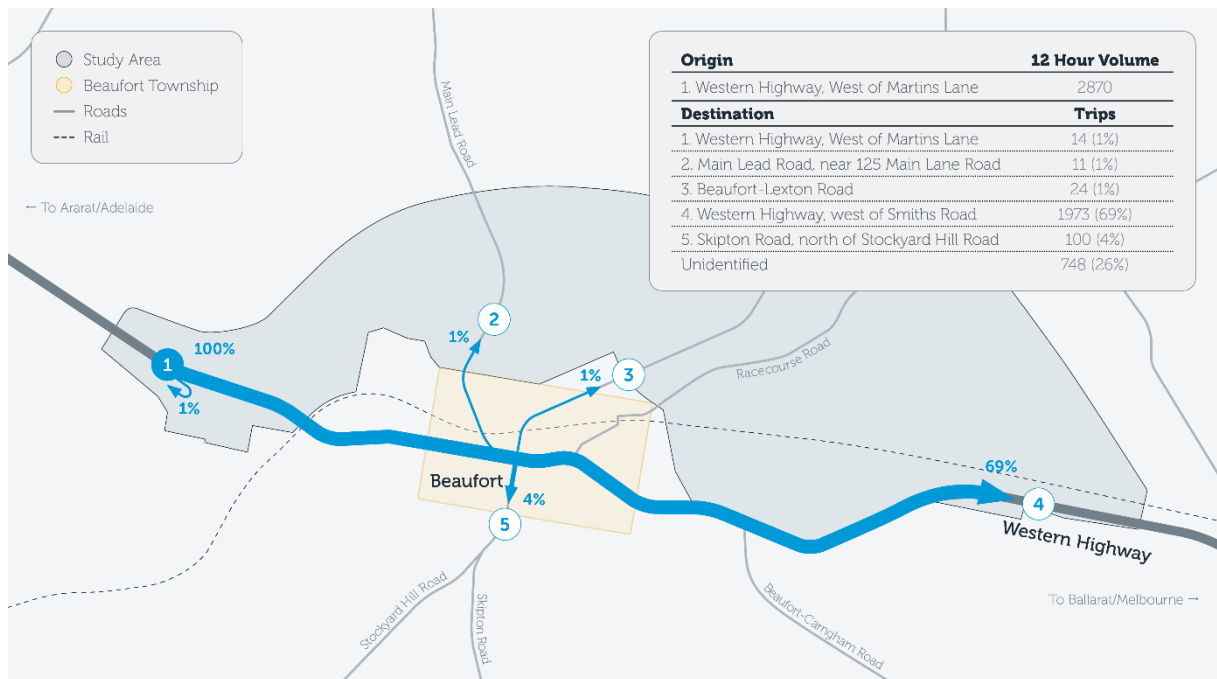 Study Area
Beaufort Township
Roads
Rail
Origin 12 Hour Volume
1. Western Highway, West of Martins Lane 2870
Destination Trips
1. Western Highway, West of Martins Lane 14 (1%)
2. Main Lead Road, near 125 Main Lane Road 11 (1%)
3. Beaufort-Lexton Road 24 (1%)
4. Western Highway, west of Smiths Road 1973 (69%)
5. Skipton Road, north of Stockyard Hill Road 100 (4%)
Unidentified 748 (26%)
Main Lead Road
← To Ararat/Adelaide
2
1%
100%
1
1%
1%
3
Racecourse Road
Beaufort
4%
5
69%
4
Western Highway
Stockyard Hill Road
Skipton Road
Beaufort-Carngham Road
To Ballarat/Melbourne →